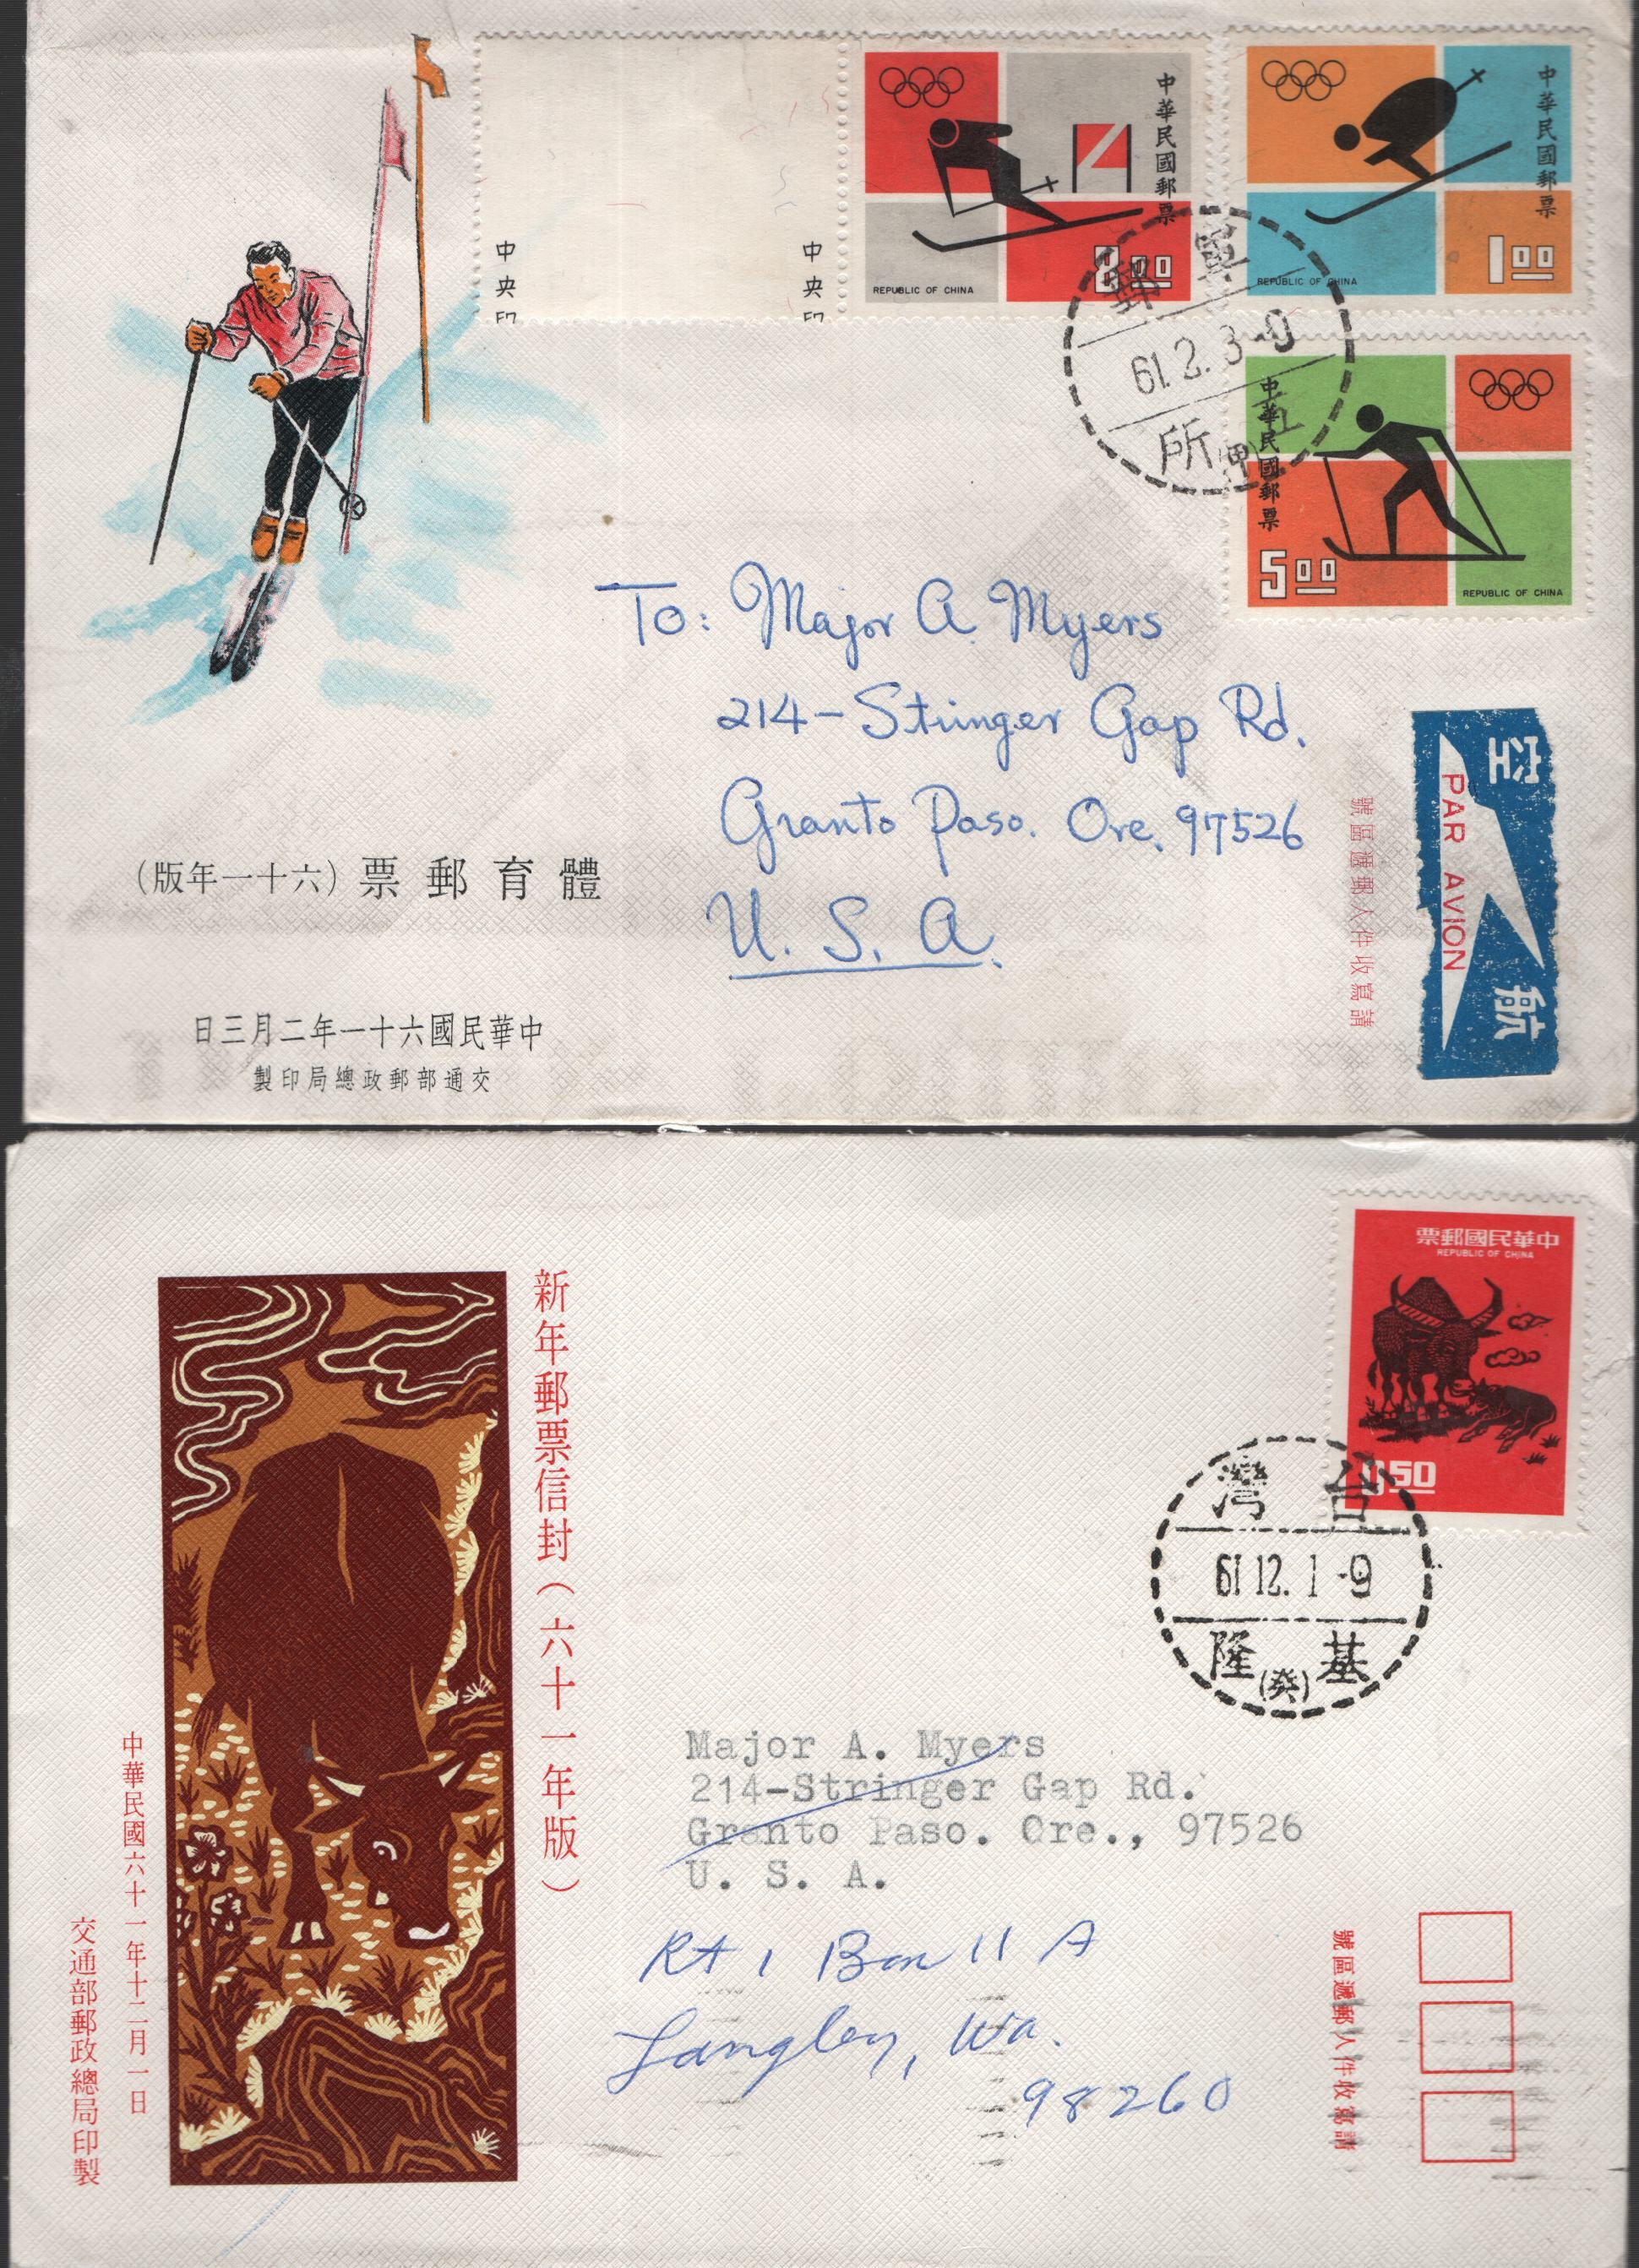 中央印
中央印
中華民國郵票
REPUBLIC OF CHINA
8.00
中華民國郵票
REPUBLIC OF CHINA
1.00
軍郵
61.2.3-9
所
(甲)
中華民國郵票
5.00
REPUBLIC OF CHINA
To: Major A. Myers
214-Stringer Gap Rd.
Granto Paso. Ore. 97526
U. S. A.
體育郵票(六十一年版)
中華民國六十一年二月三日
交通部郵政總局印製
請寫收件人郵遞區號
空航
PAR AVION
中華民國郵票
REPUBLIC OF CHINA
0.50
台灣
61.12.1-9
基隆
(癸)
新年郵票信封(六十一年版)
中華民國六十一年十二月一日
交通部郵政總局印製
Major A. Myers
214-Stringer Gap Rd.
Granto Paso. Ore., 97526
U. S. A.
Rt 1 Box 11 A
Langley, Wa.
98260
請寫收件人郵遞區號